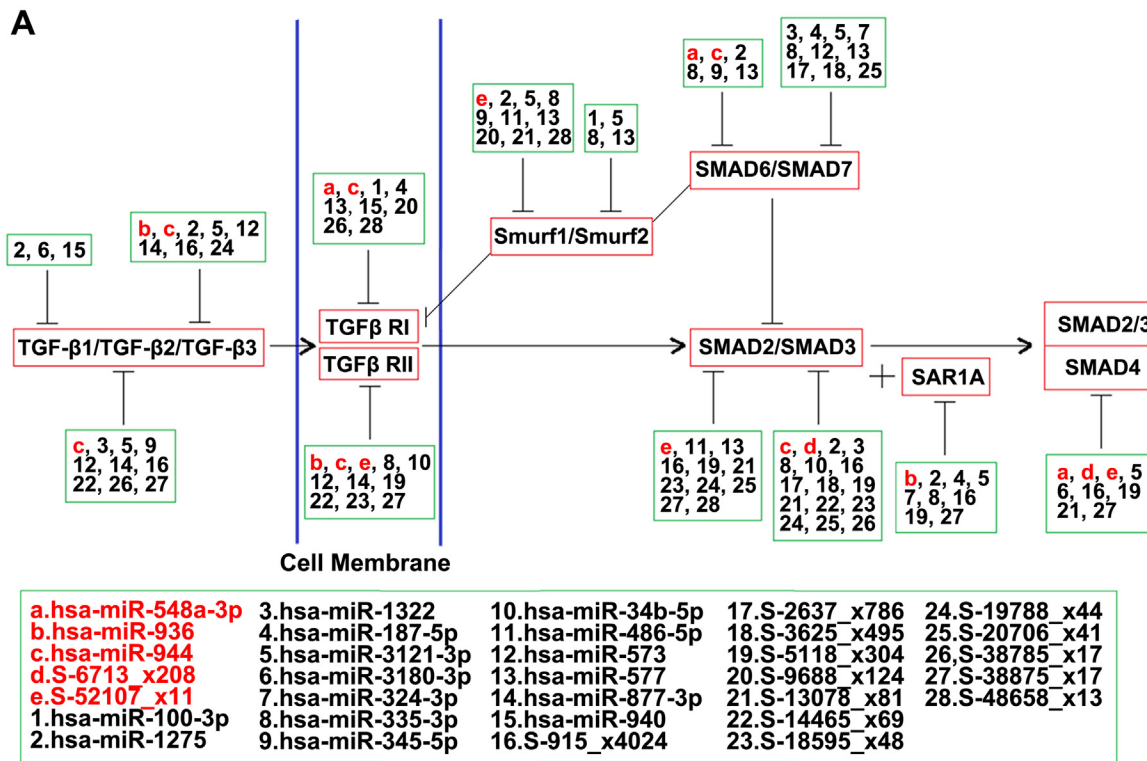 A
a, c, 2
8, 9, 13
3, 4, 5, 7
8, 12, 13
17, 18, 25
e, 2, 5, 8
9, 11, 13
20, 21, 28
1, 5
8, 13
SMAD6/SMAD7
a, c, 1, 4
13, 15, 20
26, 28
b, c, 2, 5, 12
14, 16, 24
2, 6, 15
Smurf1/Smurf2
TGF-β1/TGF-β2/TGF-β3
TGFβ RI
TGFβ RII
SMAD2/SMAD3
+
SAR1A
SMAD2/3
SMAD4
c, 3, 5, 9
12, 14, 16
22, 26, 27
b, c, e, 8, 10
12, 14, 19
22, 23, 27
e, 11, 13
16, 19, 21
23, 24, 25
27, 28
c, d, 2, 3
8, 10, 16
17, 18, 19
21, 22, 23
24, 25, 26
b, 2, 4, 5
7, 8, 16
19, 27
a, d, e, 5
6, 16, 19
21, 27
Cell Membrane
a.hsa-miR-548a-3p
b.hsa-miR-936
c.hsa-miR-944
d.S-6713_x208
e.S-52107_x11
1.hsa-miR-100-3p
2.hsa-miR-1275
3.hsa-miR-1322
4.hsa-miR-187-5p
5.hsa-miR-3121-3p
6.hsa-miR-3180-3p
7.hsa-miR-324-3p
8.hsa-miR-335-3p
9.hsa-miR-345-5p
10.hsa-miR-34b-5p
11.hsa-miR-486-5p
12.hsa-miR-573
13.hsa-miR-577
14.hsa-miR-877-3p
15.hsa-miR-940
16.S-915_x4024
17.S-2637_x786
18.S-3625_x495
19.S-5118_x304
20.S-9688_x124
21.S-13078_x81
22.S-14465_x69
23.S-18595_x48
24.S-19788_x44
25.S-20706_x41
26,S-38785_x17
27.S-38875_x17
28.S-48658_x13